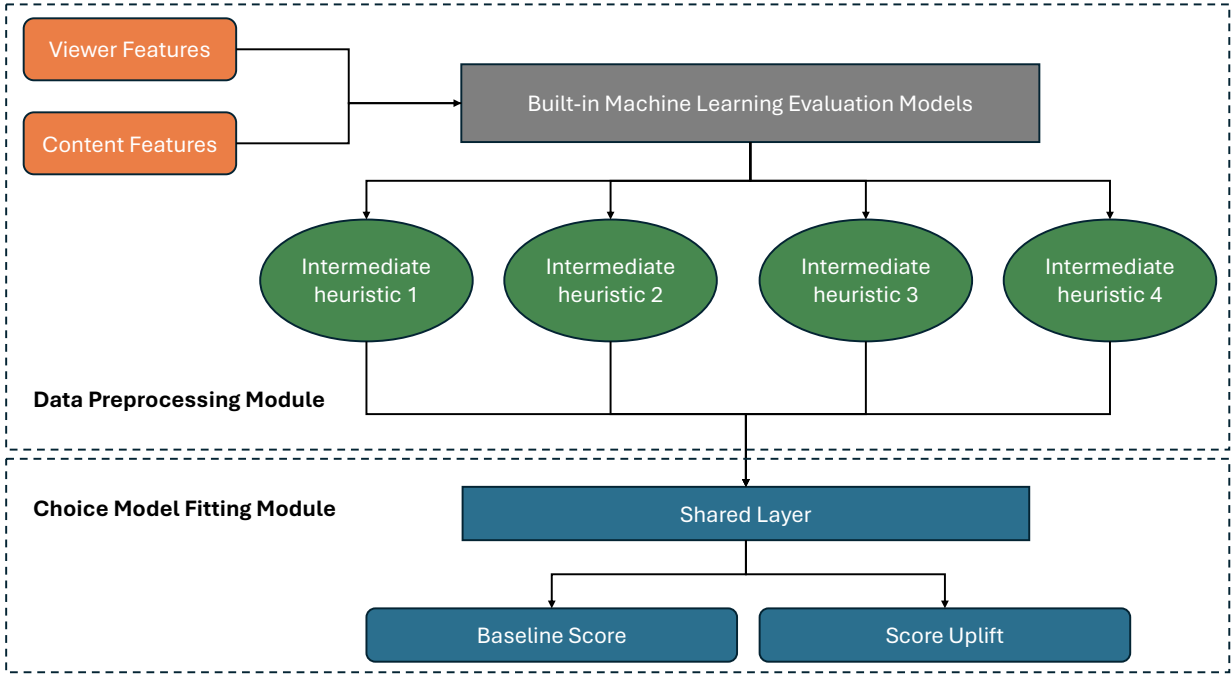 Viewer Features
Built-in Machine Learning Evaluation Models
Content Features
Intermediate
heuristic 1
Intermediate
heuristic 2
Intermediate
heuristic 3
Intermediate
heuristic 4
Data Preprocessing Module
Choice Model Fitting Module
Shared Layer
Baseline Score
Score Uplift